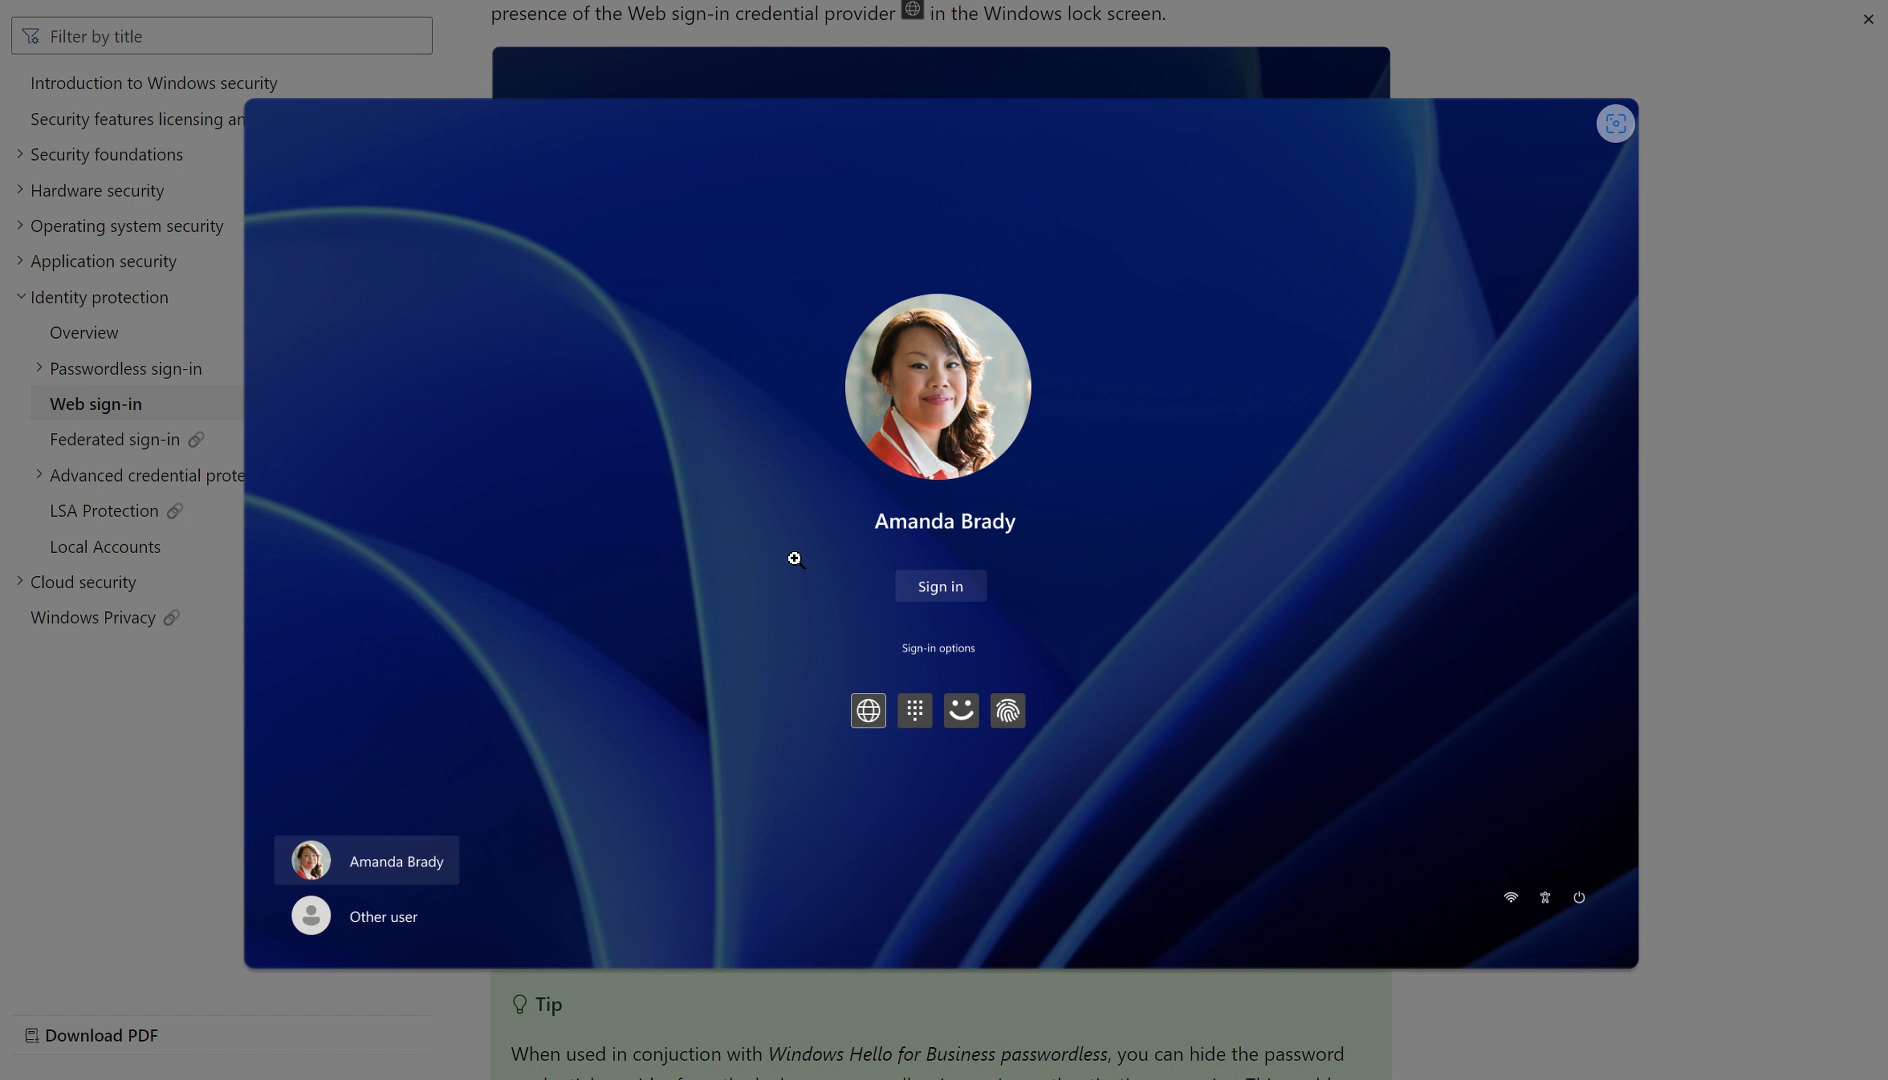 presence of the Web sign-in credential provider in the Windows lock screen.
Filter by title
Introduction to Windows security
Security features licensing an
Security foundations
Hardware security
Operating system security
Application security
Identity protection
Overview
Passwordless sign-in
Web sign-in
Federated sign-in
Advanced credential prote
LSA Protection
Local Accounts
Cloud security
Windows Privacy
Download PDF
Amanda Brady
Sign in
Sign-in options
Amanda Brady
Other user
Tip
When used in conjuction with Windows Hello for Business passwordless, you can hide the password